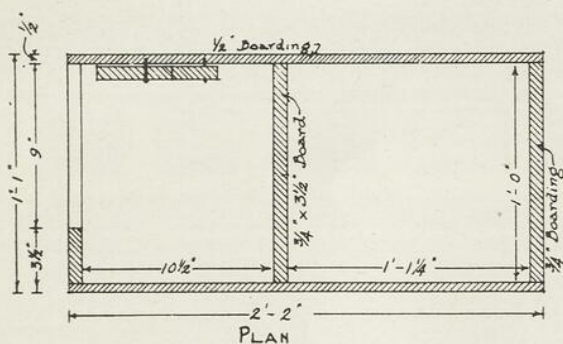 ½"
½" Boarding
1'-1"
9"
3½"
10½"
¾" x 3½" Board
1'-1¼"
1'-0"
¾" Boarding
2'-2"
PLAN